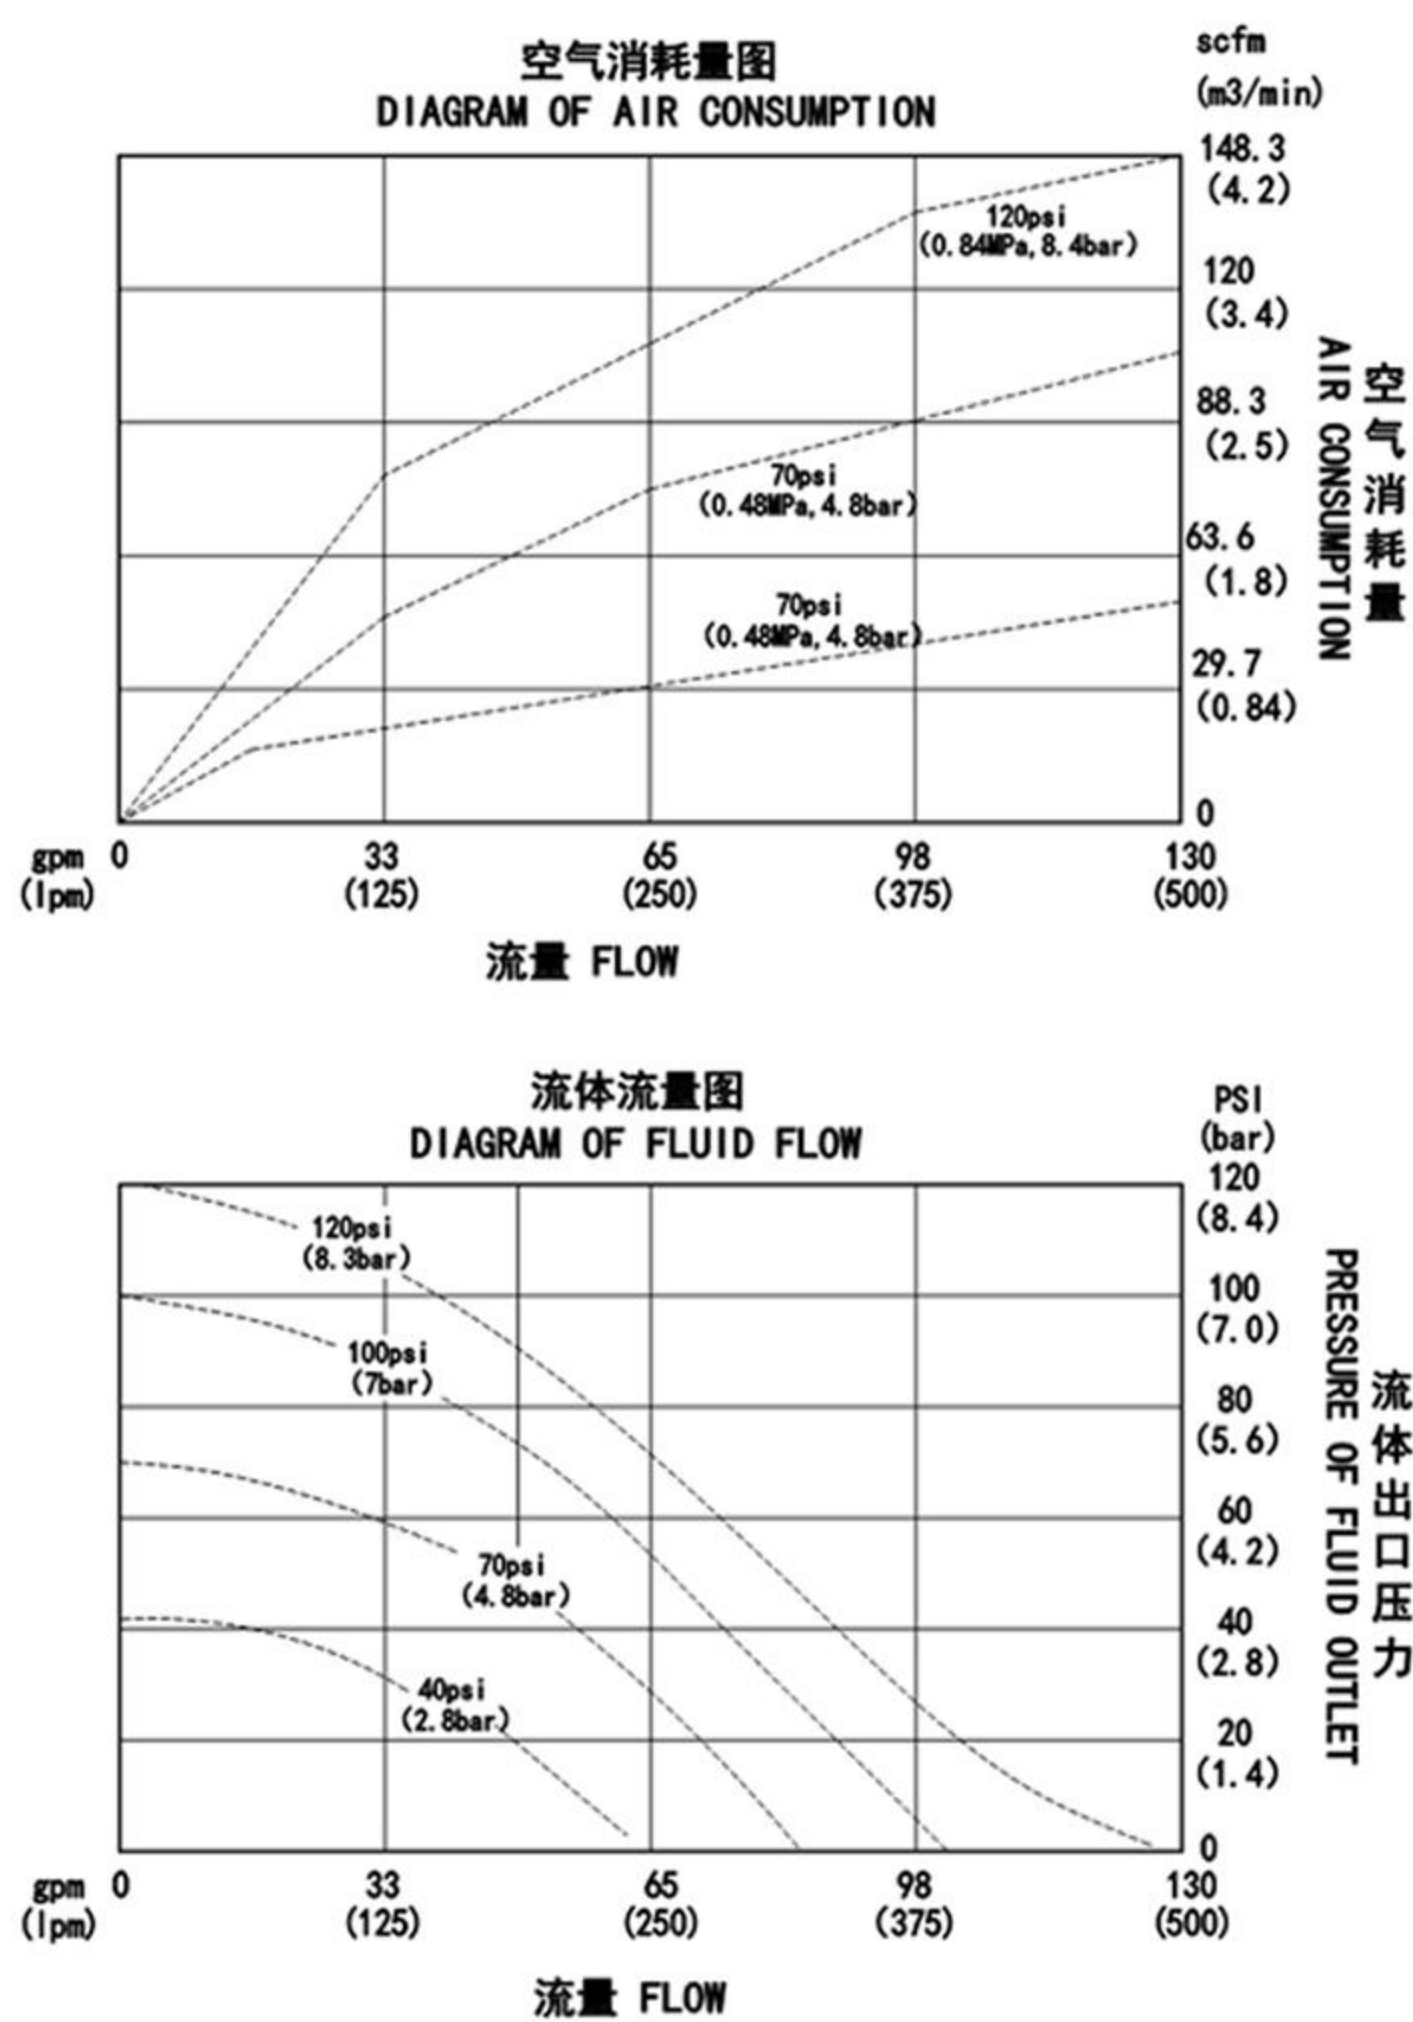 空气消耗量图
DIAGRAM OF AIR CONSUMPTION
scfm
(m3/min)
148.3
(4.2)
120psi
(0.84MPa,8.4bar)
120
(3.4)
88.3
(2.5)
70psi
(0.48MPa,4.8bar)
63.6
(1.8)
70psi
(0.48MPa,4.8bar)
29.7
(0.84)
0
空气消耗量
AIR CONSUMPTION
gpm 0 33 65 98 130
(lpm) (125) (250) (375) (500)
流量 FLOW
流体流量图
DIAGRAM OF FLUID FLOW
PSI
(bar)
120
(8.4)
120psi
(8.3bar)
100
(7.0)
100psi
(7bar)
80
(5.6)
60
(4.2)
70psi
(4.8bar)
40
(2.8)
40psi
(2.8bar)
20
(1.4)
0
流体出口压力
PRESSURE OF FLUID OUTLET
gpm 0 33 65 98 130
(lpm) (125) (250) (375) (500)
流量 FLOW